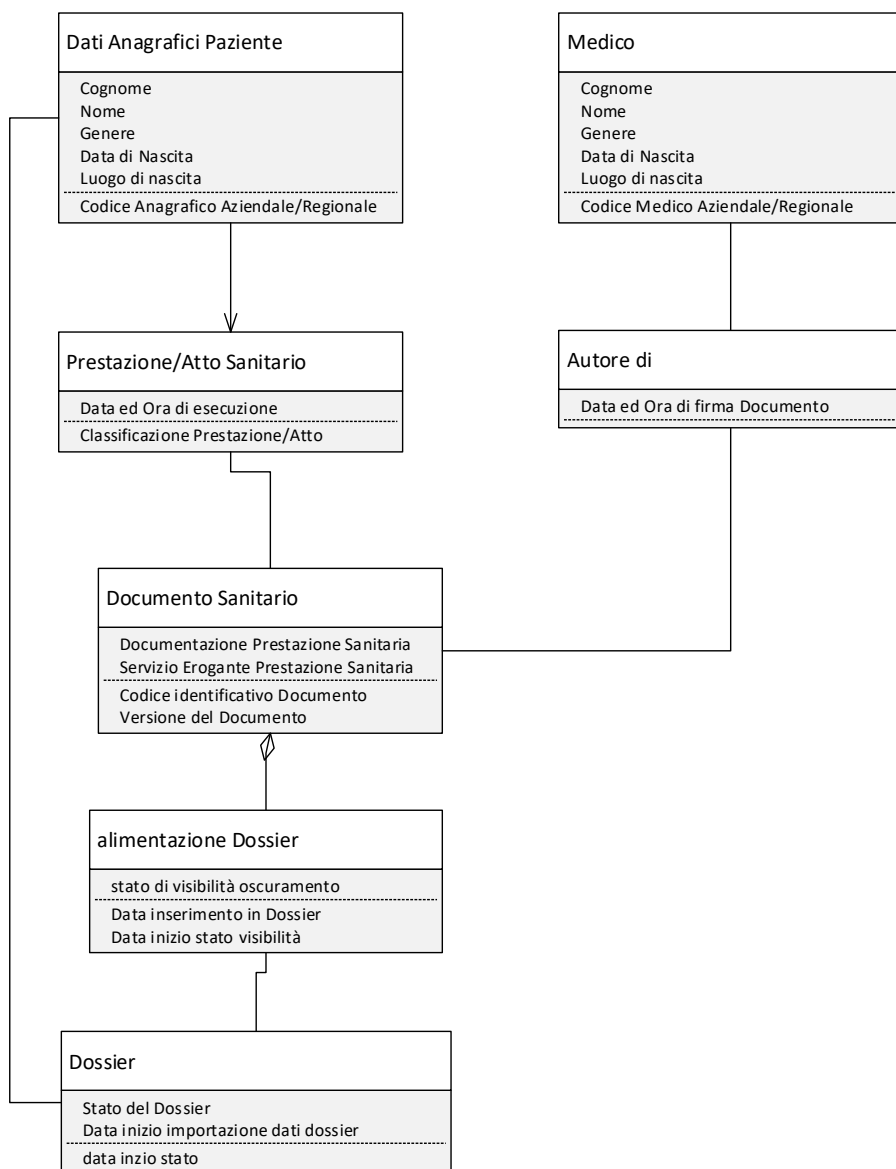 Dati Anagrafici Paziente
Cognome
Nome
Genere
Data di Nascita
Luogo di nascita
Codice Anagrafico Aziendale/Regionale
Medico
Cognome
Nome
Genere
Data di Nascita
Luogo di nascita
Codice Medico Aziendale/Regionale
Prestazione/Atto Sanitario
Data ed Ora di esecuzione
Classificazione Prestazione/Atto
Autore di
Data ed Ora di firma Documento
Documento Sanitario
Documentazione Prestazione Sanitaria
Servizio Erogante Prestazione Sanitaria
Codice identificativo Documento
Versione del Documento
alimentazione Dossier
stato di visibilità oscuramento
Data inserimento in Dossier
Data inizio stato visibilità
Dossier
Stato del Dossier
Data inizio importazione dati dossier
data inzio stato